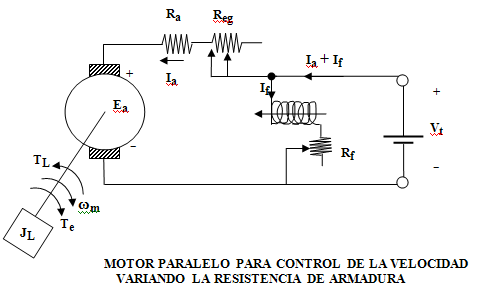 Ra
Reg
Ia + If
Ia
If
+
Ea
+
Vt
TL
–
Rf
–
ωm
Te
JL
MOTOR PARALELO PARA CONTROL DE LA VELOCIDAD
VARIANDO LA RESISTENCIA DE ARMADURA